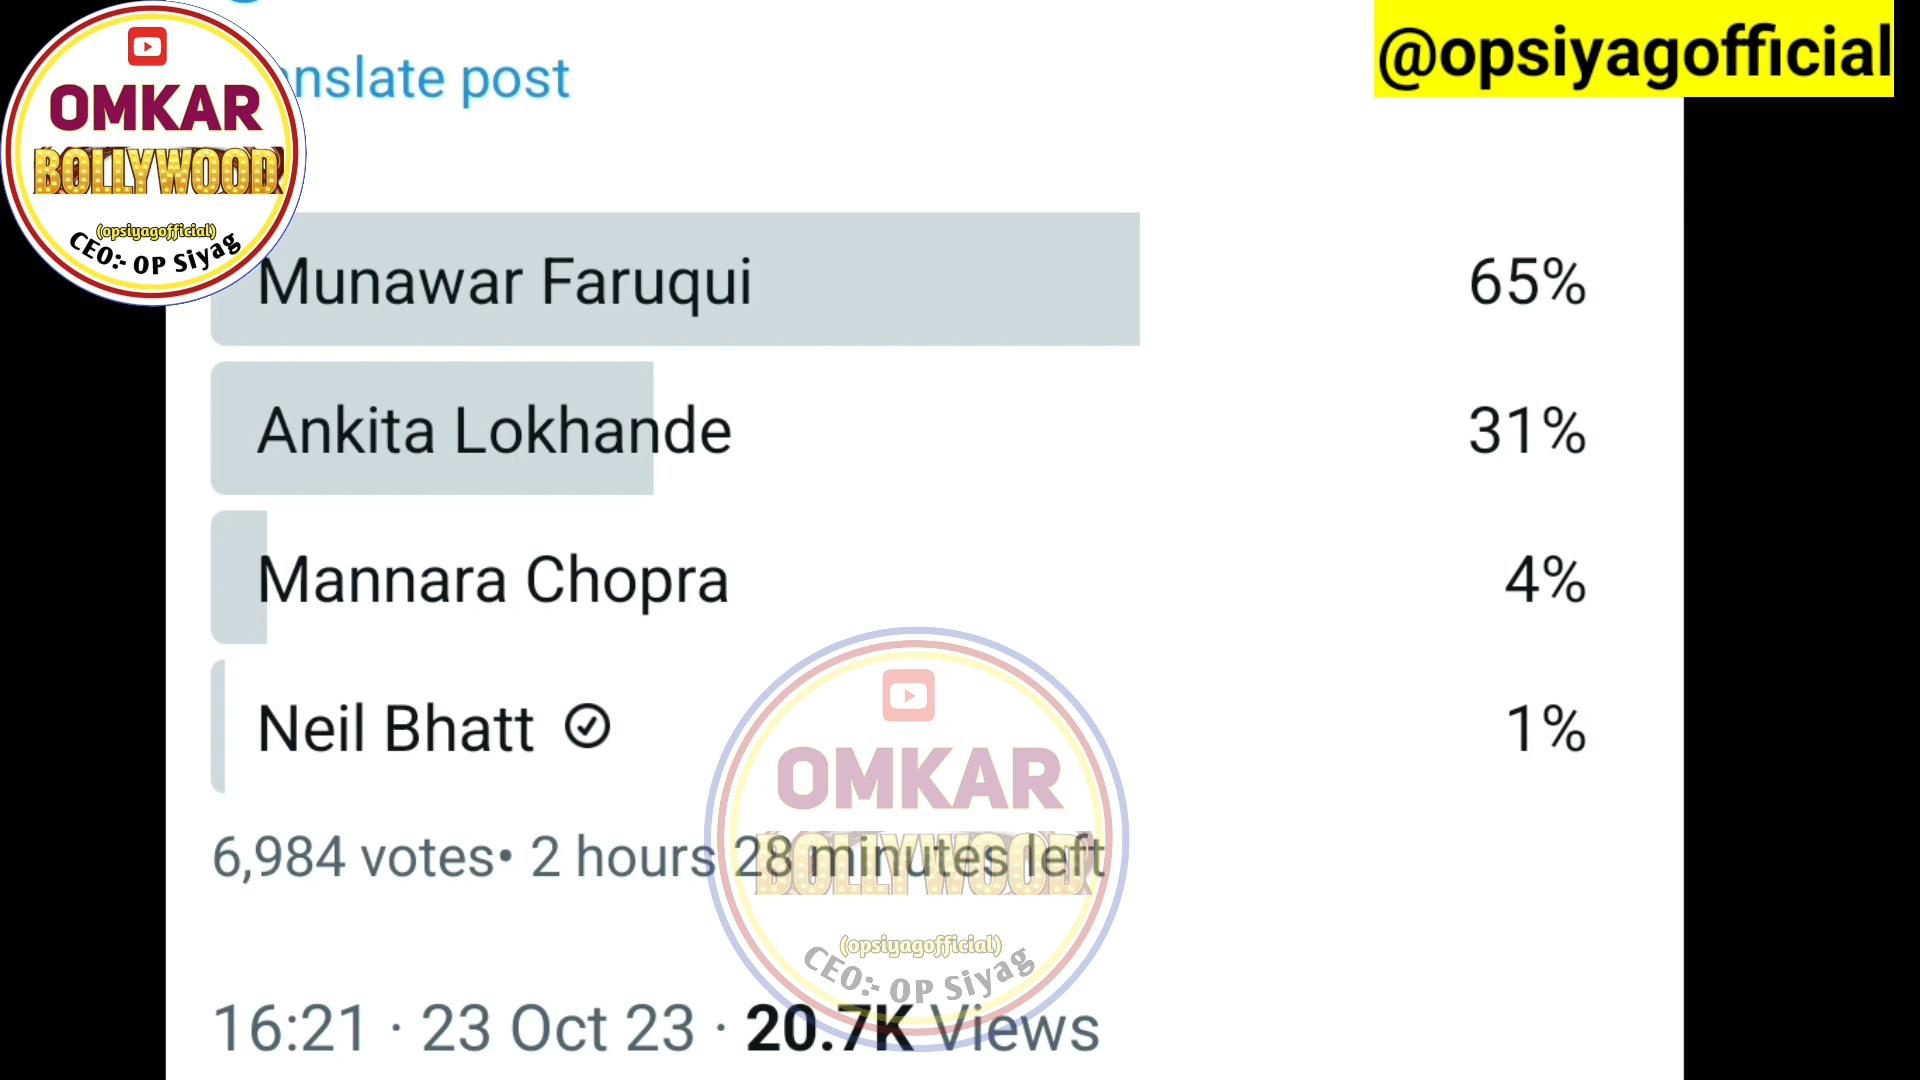 @opsiyagofficial
anslate post
OMKAR
BOLLYWOOD
(opsiyagofficial)
CEO:- OP Siyag
Munawar Faruqui 65%
Ankita Lokhande 31%
Mannara Chopra 4%
Neil Bhatt 1%
6,984 votes• 2 hours 28 minutes left
OMKAR
BOLLYWOOD
(opsiyagofficial)
CEO:- OP Siyag
16:21 · 23 Oct 23 · 20.7K Views